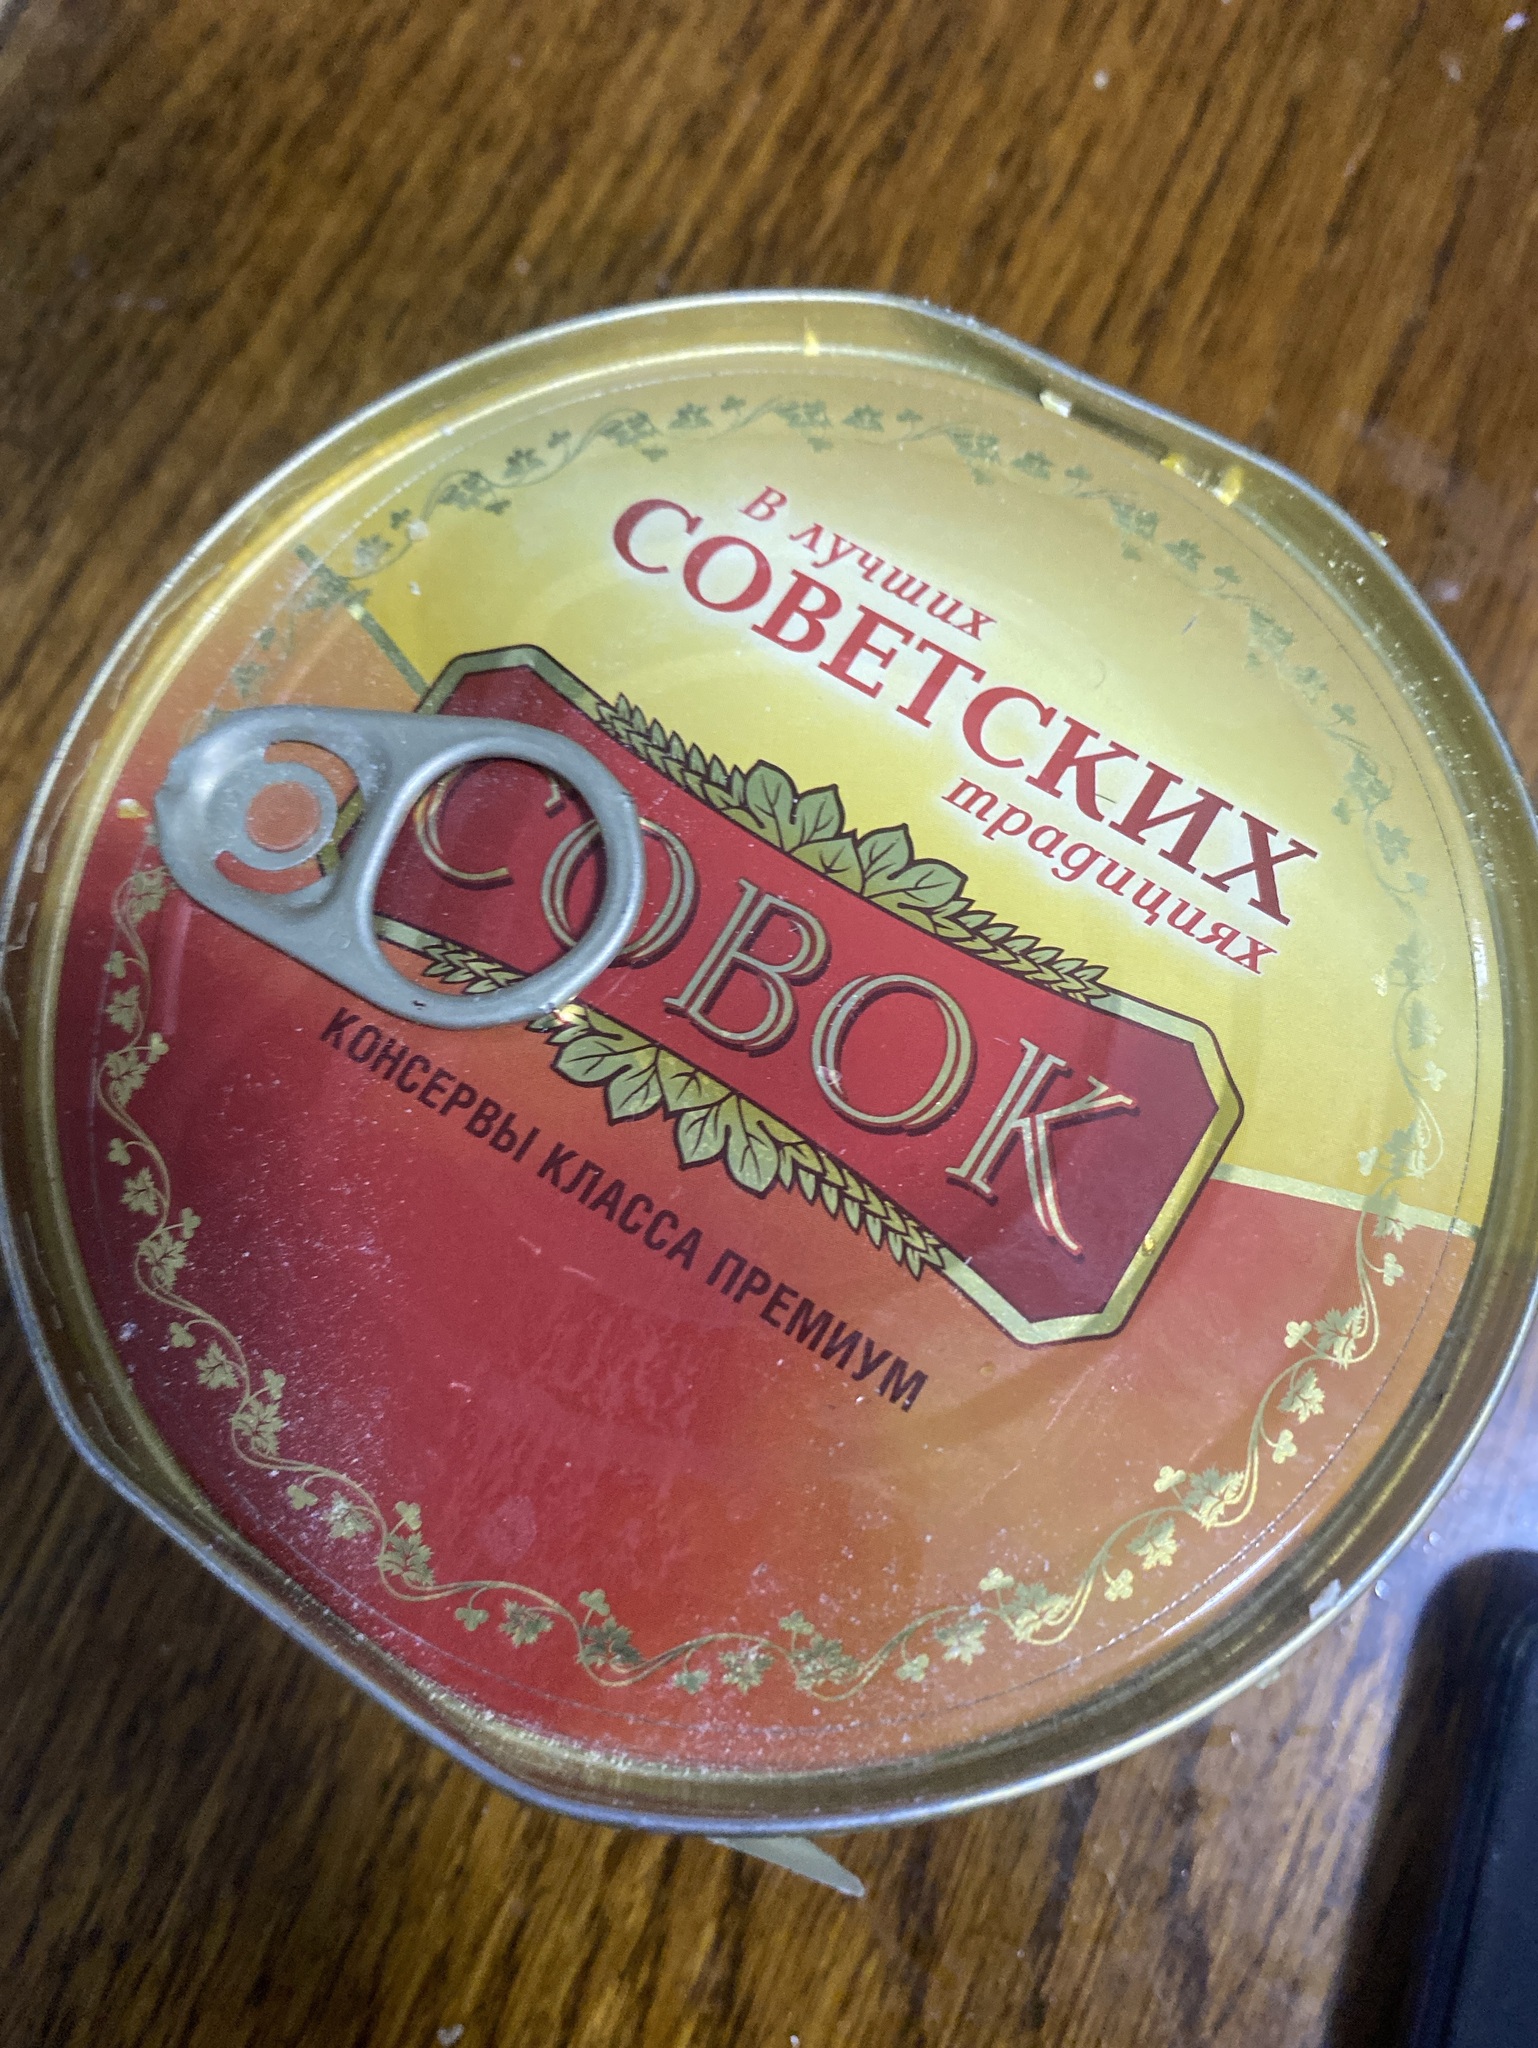 В лучших
СОВЕТСКИХ
традициях
СОВОК
КОНСЕРВЫ КЛАССА ПРЕМИУМ